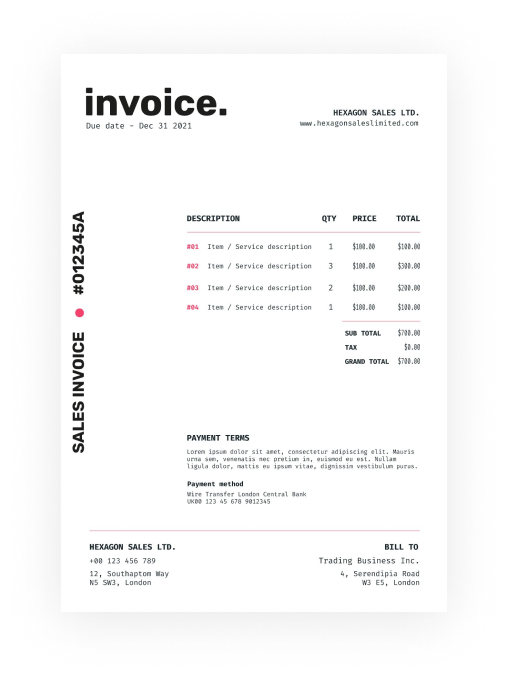 invoice.
Due date - Dec 31 2021
HEXAGON SALES LTD.
www.hexagonsaleslimited.com
SALES INVOICE ● #012345A
DESCRIPTION QTY PRICE TOTAL
#01 Item / Service description 1 $100.00 $100.00
#02 Item / Service description 3 $100.00 $300.00
#03 Item / Service description 2 $100.00 $200.00
#04 Item / Service description 1 $100.00 $100.00
SUB TOTAL $700.00
TAX $0.00
GRAND TOTAL $700.00
PAYMENT TERMS
Lorem ipsum dolor sit amet, consectetur adipiscing elit. Mauris
urna sem, venenatis nec pretium in, euismod eu est. Nullam
ligula dolor, mattis eu ipsum vitae, dignissim vestibulum purus.
Payment method
Wire Transfer London Central Bank
UK00 123 45 678 9012345
HEXAGON SALES LTD.
+00 123 456 789
12, Southaptom Way
N5 5W3, London
BILL TO
Trading Business Inc.
4, Serendipia Road
W3 E5, London